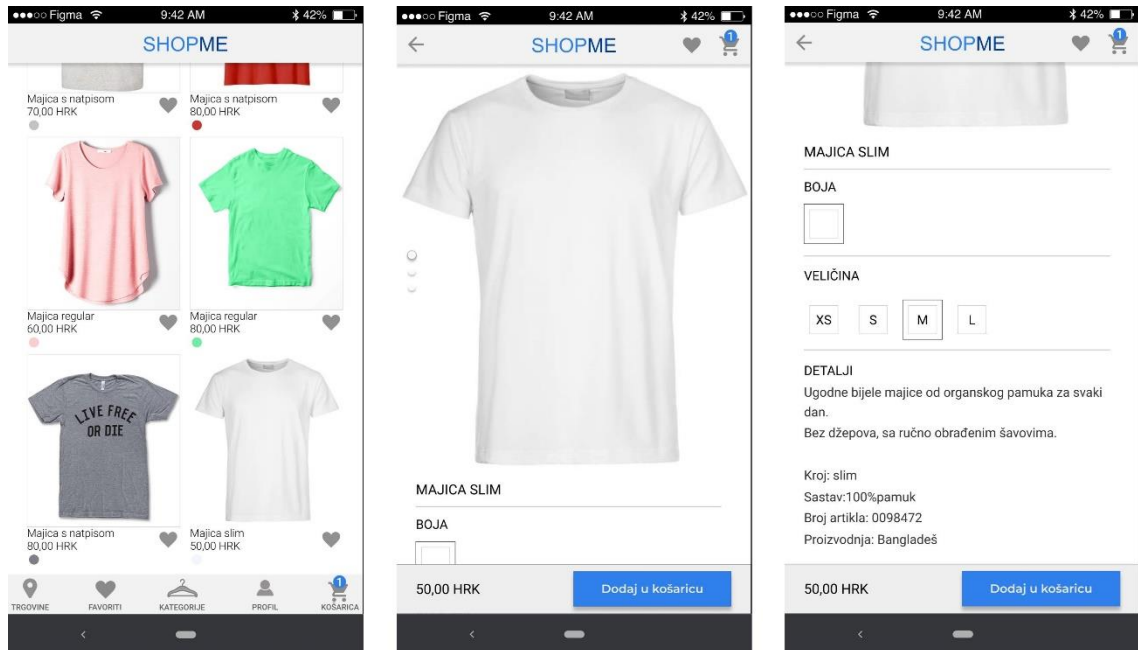 ●●●○○ Figma 9:42 AM 42%
SHOPME
Majica s natpisom
70,00 HRK
Majica s natpisom
80,00 HRK
Majica regular
60,00 HRK
Majica regular
80,00 HRK
LIVE FREE
OR DIE
Majica s natpisom
80,00 HRK
Majica slim
50,00 HRK
1
TRGOVINE FAVORITI KATEGORIJE PROFIL KOŠARICA
●●●○○ Figma 9:42 AM 42%
SHOPME 1
MAJICA SLIM
BOJA
50,00 HRK Dodaj u košaricu
●●●○○ Figma 9:42 AM 42%
SHOPME 1
MAJICA SLIM
BOJA
VELIČINA
XS S M L
DETALJI
Ugodne bijele majice od organskog pamuka za svaki
dan.
Bez džepova, sa ručno obrađenim šavovima.
Kroj: slim
Sastav:100%pamuk
Broj artikla: 0098472
Proizvodnja: Bangladeš
50,00 HRK Dodaj u košaricu